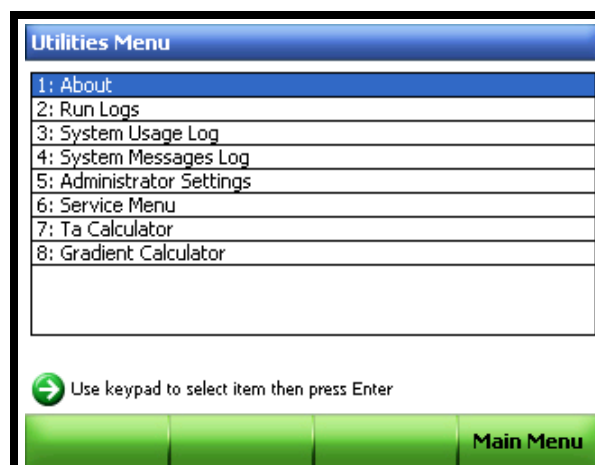 Utilities Menu
1: About
2: Run Logs
3: System Usage Log
4: System Messages Log
5: Administrator Settings
6: Service Menu
7: Ta Calculator
8: Gradient Calculator
Use keypad to select item then press Enter
Main Menu